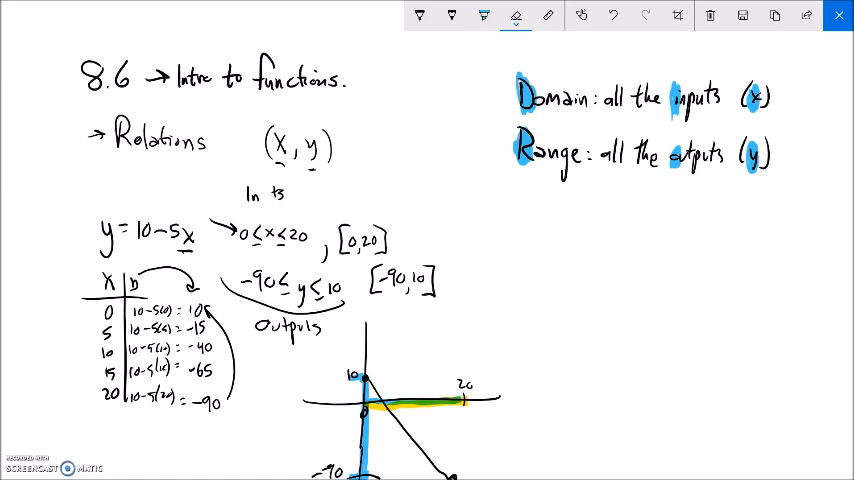 8.6 → Intro to functions.
→ Relations (x, y)
y = 10-5x → 0 ≤ x ≤ 20, [0,20]
-90 ≤ y ≤ 10 [-90,10]
outputs
x
0 10-5(0) = 10
5 10-5(5) = -15
10 10-5(10) = -40
15 10-5(15) = -65
20 10-5(20) = -90
10
20
0
-90
Domain: all the inputs (x)
Range: all the outputs (y)
RECORDED WITH
SCREENCAST MATIC